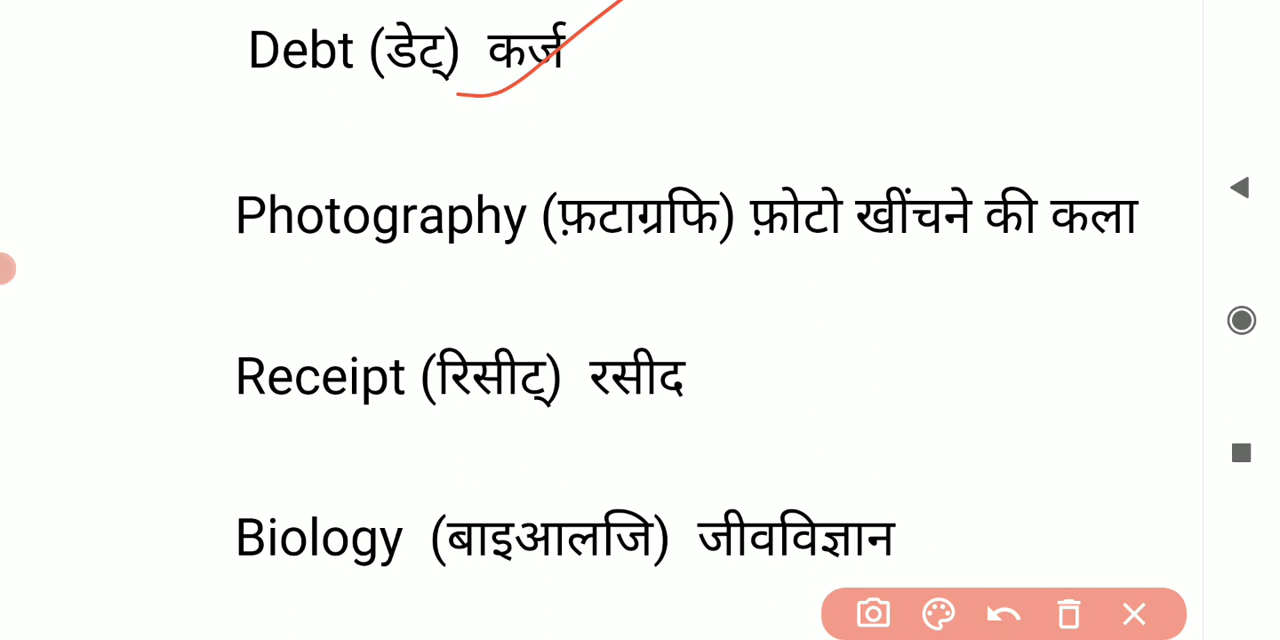 Debt (डेट्) कर्ज
Photography (फ़टाग्रफि) फ़ोटो खींचने की कला
Receipt (रिसीट्) रसीद
Biology (बाइआलजि) जीवविज्ञान